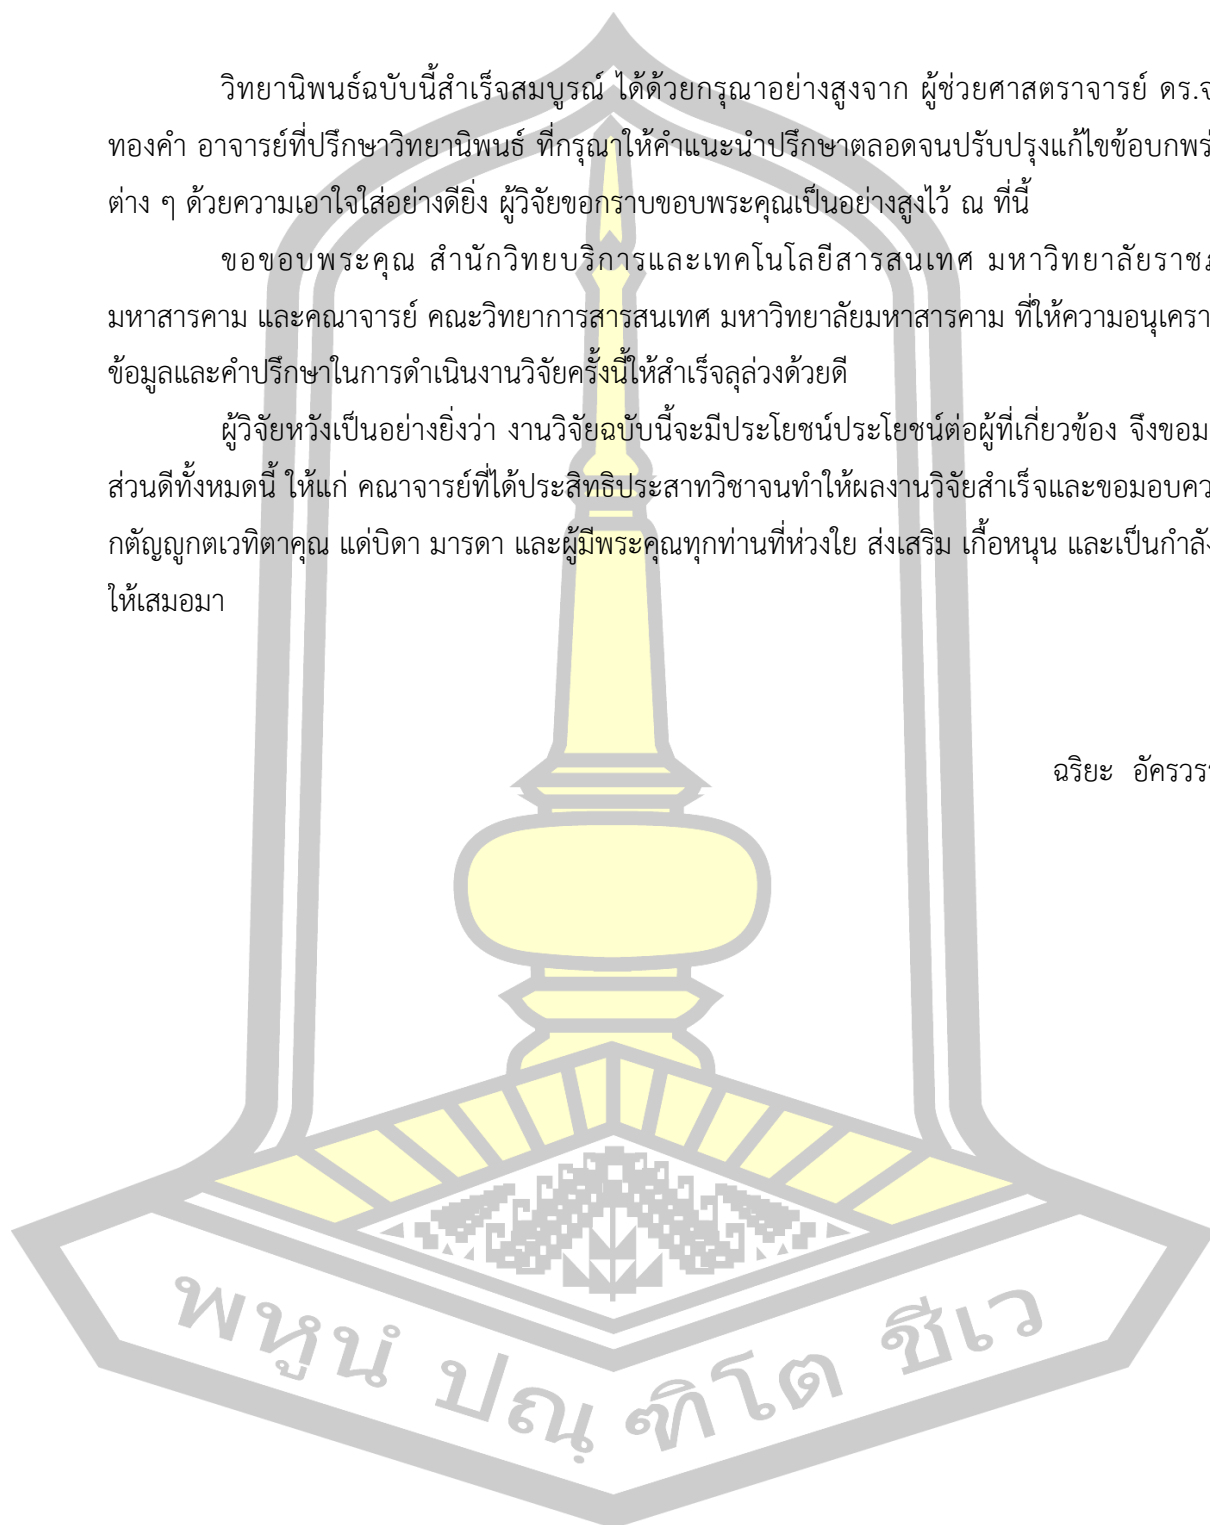 วิทยานิพนธ์ฉบับนี้สำเร็จสมบูรณ์ ได้ด้วยกรุณาอย่างสูงจาก ผู้ช่วยศาสตราจารย์ ดร.จ
ทองคำ อาจารย์ที่ปรึกษาวิทยานิพนธ์ ที่กรุณาให้คำแนะนำปรึกษาตลอดจนปรับปรุงแก้ไขข้อบกพร่
ต่าง ๆ ด้วยความเอาใจใส่อย่างดียิ่ง ผู้วิจัยขอกราบขอบพระคุณเป็นอย่างสูงไว้ ณ ที่นี้
ขอขอบพระคุณ สำนักวิทยบริการและเทคโนโลยีสารสนเทศ มหาวิทยาลัยราชภ
มหาสารคาม และคณาจารย์ คณะวิทยาการสารสนเทศ มหาวิทยาลัยมหาสารคาม ที่ให้ความอนุเครา
ข้อมูลและคำปรึกษาในการดำเนินงานวิจัยครั้งนี้ให้สำเร็จลุล่วงด้วยดี
ผู้วิจัยหวังเป็นอย่างยิ่งว่า งานวิจัยฉบับนี้จะมีประโยชน์ประโยชน์ต่อผู้ที่เกี่ยวข้อง จึงขอม
ส่วนดีทั้งหมดนี้ ให้แก่ คณาจารย์ที่ได้ประสิทธิประสาทวิชาจนทำให้ผลงานวิจัยสำเร็จและขอมอบคว
กตัญญูกตเวทิตาคุณ แด่บิดา มารดา และผู้มีพระคุณทุกท่านที่ห่วงใย ส่งเสริม เกื้อหนุน และเป็นกำลัง
ให้เสมอมา
ฉริยะ อัครวร
พหูนํ ปณฺฑิโต ชีเว